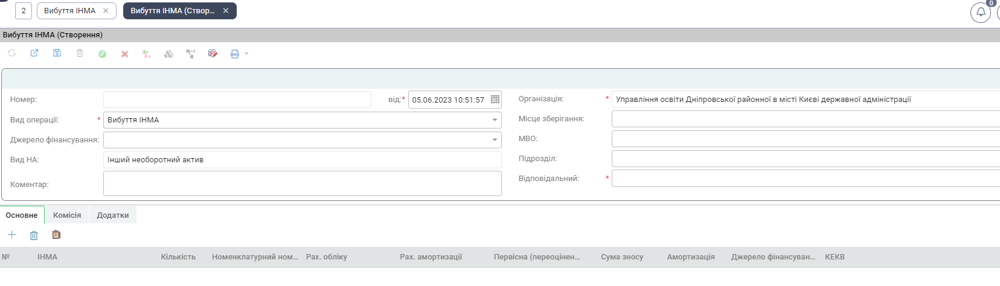 2 Вибуття ІНМА × Вибуття ІНМА (Створ... × 0
Вибуття ІНМА (Створення)
Дт
Кт
Номер: від:* 05.06.2023 10:51:57 Організація: * Управління освіти Дніпровської районної в місті Києві державної адміністрації
Вид операції: * Вибуття ІНМА Місце зберігання:
Джерело фінансування: МВО:
Вид НА: Інший необоротний актив Підрозділ:
Коментар: Відповідальний: *
Основне Комісія Додатки
№ ІНМА Кількість Номенклатурний ном... Рах. обліку Рах. амортизації Первісна (переоцінен... Сума зносу Амортизація Джерело фінансуван... КЕКВ